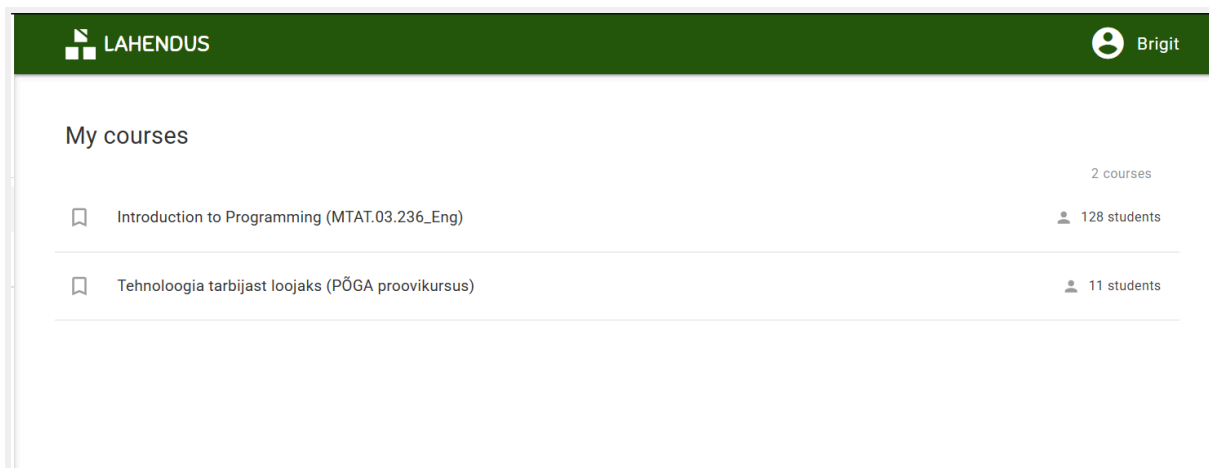 LAHENDUS
Brigit
My courses
2 courses
Introduction to Programming (MTAT.03.236_Eng)
128 students
Tehnoloogia tarbijast loojaks (PÕGA proovikursus)
11 students